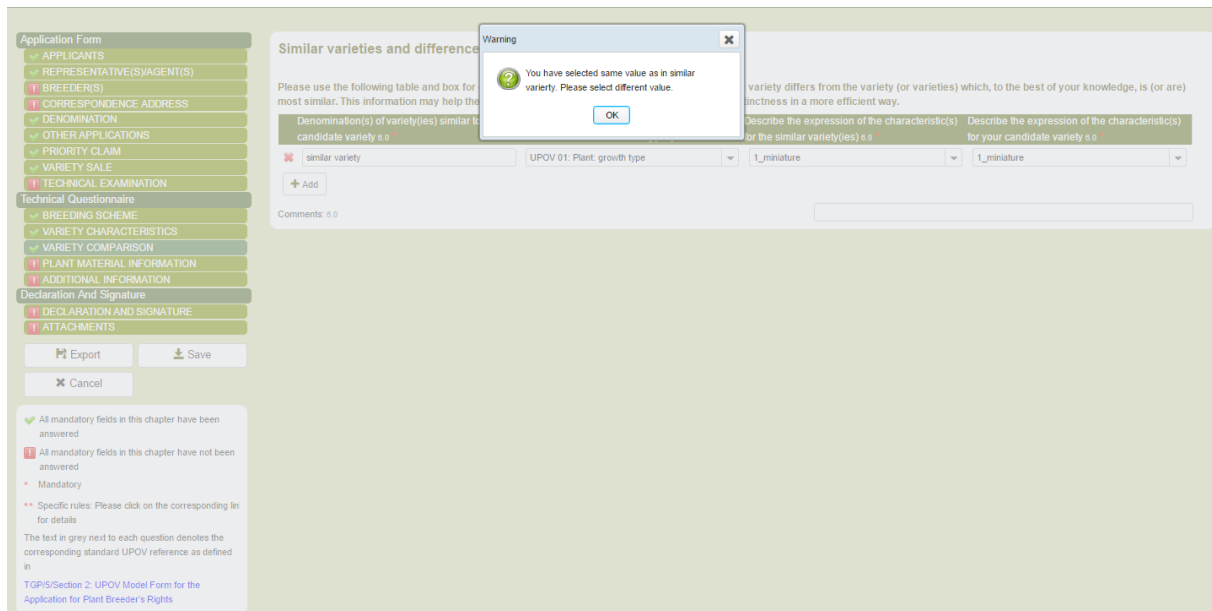 Application Form
APPLICANTS
REPRESENTATIVE(S)/AGENT(S)
BREEDER(S)
CORRESPONDENCE ADDRESS
DENOMINATION
OTHER APPLICATIONS
PRIORITY CLAIM
VARIETY SALE
TECHNICAL EXAMINATION
Technical Questionnaire
BREEDING SCHEME
VARIETY CHARACTERISTICS
VARIETY COMPARISON
PLANT MATERIAL INFORMATION
ADDITIONAL INFORMATION
Declaration And Signature
DECLARATION AND SIGNATURE
ATTACHMENTS
Export
Save
Cancel
All mandatory fields in this chapter have been
answered
All mandatory fields in this chapter have not been
answered
* Mandatory
** Specific rules: Please click on the corresponding lin
for details
The text in grey next to each question denotes the
corresponding standard UPOV reference as defined
in
TGP/5/Section 2: UPOV Model Form for the
Application for Plant Breeder's Rights
Similar varieties and difference
Please use the following table and box for
variety differs from the variety (or varieties) which, to the best of your knowledge, is (or are)
most similar. This information may help the
inctness in a more efficient way.
Denomination(s) of variety(ies) similar to
candidate variety 6.0
Describe the expression of the characteristic(s)
for the similar variety(ies) 6.0 *
Describe the expression of the characteristic(s)
for your candidate variety 6.0 *
similar variety
UPOV 01: Plant: growth type
1_miniature
1_miniature
Add
Comments: 6.0
Warning
You have selected same value as in similar
varierty. Please select different value.
OK